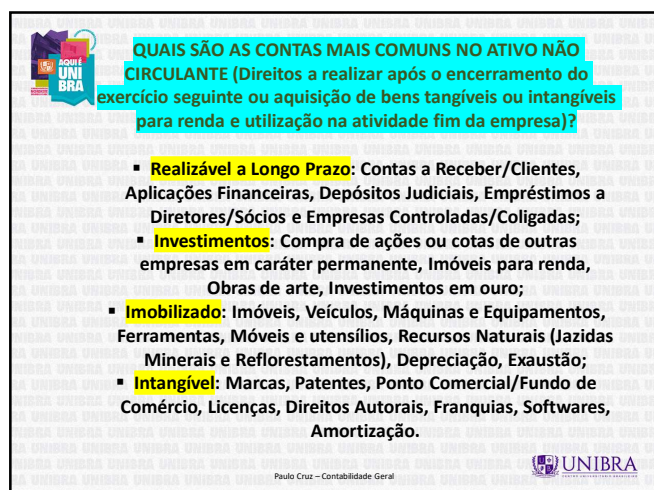 AQUI É
UNI
BRA
QUAIS SÃO AS CONTAS MAIS COMUNS NO ATIVO NÃO
CIRCULANTE (Direitos a realizar após o encerramento do
exercício seguinte ou aquisição de bens tangíveis ou intangíveis
para renda e utilização na atividade fim da empresa)?
▪ Realizável a Longo Prazo: Contas a Receber/Clientes,
Aplicações Financeiras, Depósitos Judiciais, Empréstimos a
Diretores/Sócios e Empresas Controladas/Coligadas;
▪ Investimentos: Compra de ações ou cotas de outras
empresas em caráter permanente, Imóveis para renda,
Obras de arte, Investimentos em ouro;
▪ Imobilizado: Imóveis, Veículos, Máquinas e Equipamentos,
Ferramentas, Móveis e utensílios, Recursos Naturais (Jazidas
Minerais e Reflorestamentos), Depreciação, Exaustão;
▪ Intangível: Marcas, Patentes, Ponto Comercial/Fundo de
Comércio, Licenças, Direitos Autorais, Franquias, Softwares,
Amortização.
Paulo Cruz – Contabilidade Geral
UNIBRA
CENTRO UNIVERSITÁRIO BRASILEIRO